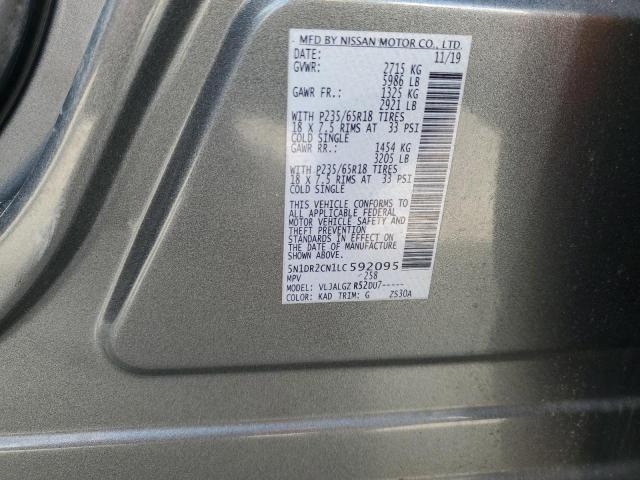 MFD BY NISSAN MOTOR CO., LTD.
DATE: 11/19
GVWR: 2715 KG
5986 LB
GAWR FR.: 1325 KG
2921 LB
WITH P235/65R18 TIRES
18 X 7.5 RIMS AT 33 PSI
COLD SINGLE
GAWR RR.: 1454 KG
3205 LB
WITH P235/65R18 TIRES
18 X 7.5 RIMS AT 33 PSI
COLD SINGLE
THIS VEHICLE CONFORMS TO
ALL APPLICABLE FEDERAL
MOTOR VEHICLE SAFETY AND
THEFT PREVENTION
STANDARDS IN EFFECT ON
THE DATE OF MANUFACTURE
SHOWN ABOVE.
5N1DR2CN1LC592095
MPV -258
MODEL: VLJALGZ R52DU7-----
COLOR: KAD TRIM: G ZS30A